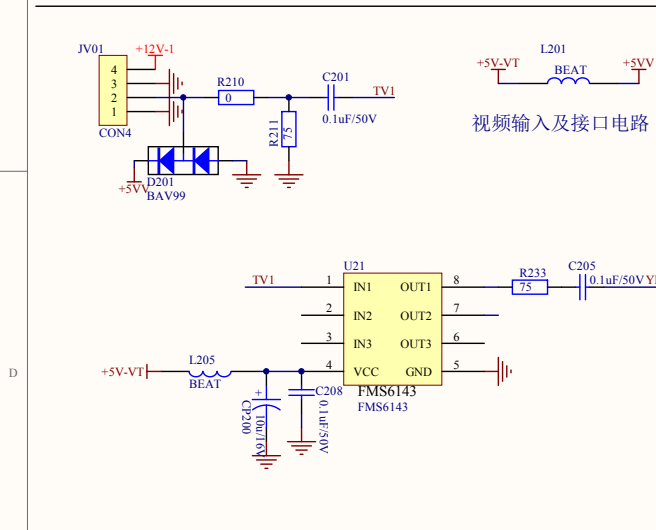 JV01
+12V-1
4
3
2
1
CON4
R210
0
C201
TV1
0.1uF/50V
R211
75
D201
+5VV
BAV99
L201
+5V-VT
+5VV
BEAT
视频输入及接口电路
U21
TV1
1
IN1
OUT1
8
R233
75
C205
0.1uF/50V
2
IN2
OUT2
7
3
IN3
OUT3
6
D
+5V-VT
L205
BEAT
4
VCC
GND
5
FMS6143
FMS6143
+
CP200
10u/16V
C208
0.1uF/50V